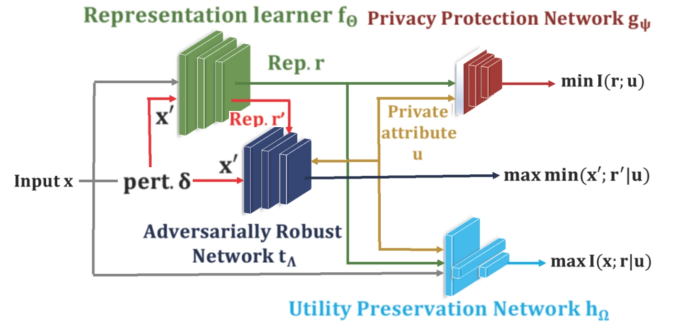 Representation learner fΘ
Privacy Protection Network gψ
Rep. r
min I(r; u)
x′
Rep. r′
Private
attribute
u
x′
Input x
pert. δ
max min(x′; r′|u)
Adversarially Robust
Network tΛ
max I(x; r|u)
Utility Preservation Network hΩ